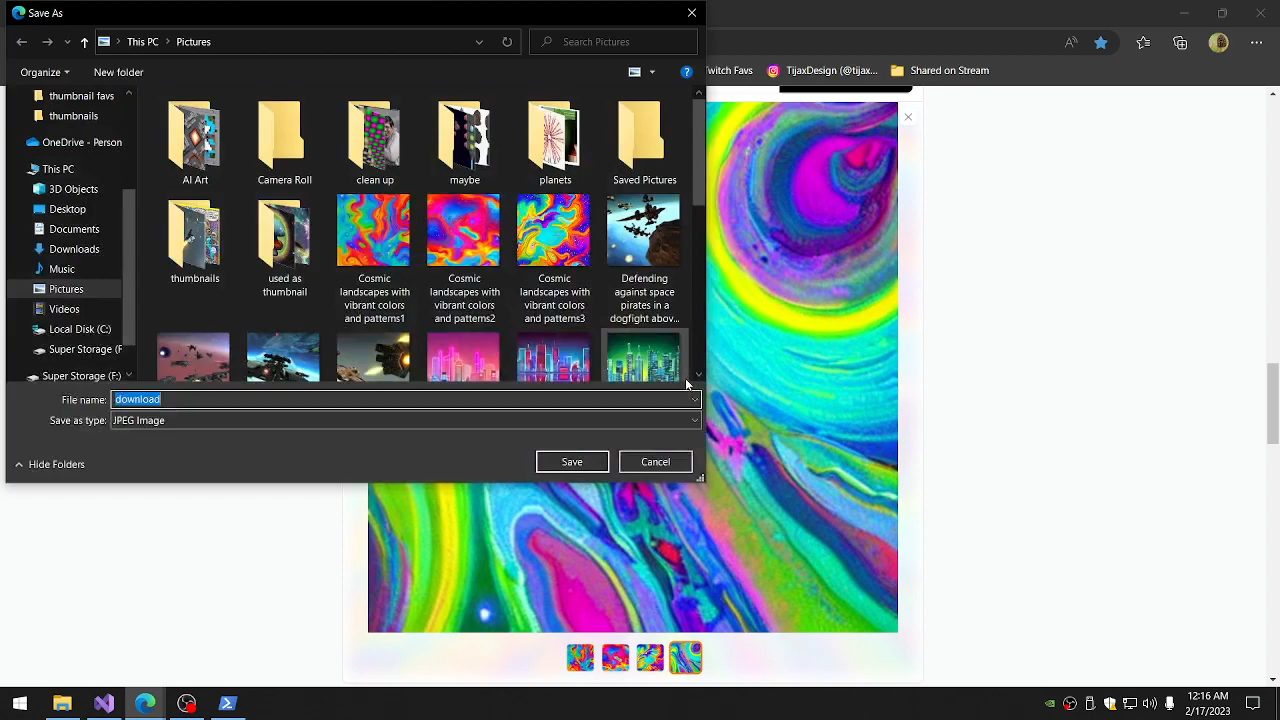 Save As
This PC
Pictures
Search Pictures
Organize
New folder
?
Twitch Favs
TijaxDesign (@tijax...
Shared on Stream
thumbnail favs
thumbnails
OneDrive - Person
This PC
3D Objects
Desktop
Documents
Downloads
Music
Pictures
Videos
Local Disk (C:)
Super Storage (F
Super Storage (F:)
AI Art
Camera Roll
clean up
maybe
planets
Saved Pictures
thumbnails
used as
thumbnail
Cosmic
landscapes with
vibrant colors
and patterns1
Cosmic
landscapes with
vibrant colors
and patterns2
Cosmic
landscapes with
vibrant colors
and patterns3
Defending
against space
pirates in a
dogfight abov...
File name:
download
Save as type:
JPEG Image
Hide Folders
Save
Cancel
12:16 AM
2/17/2023